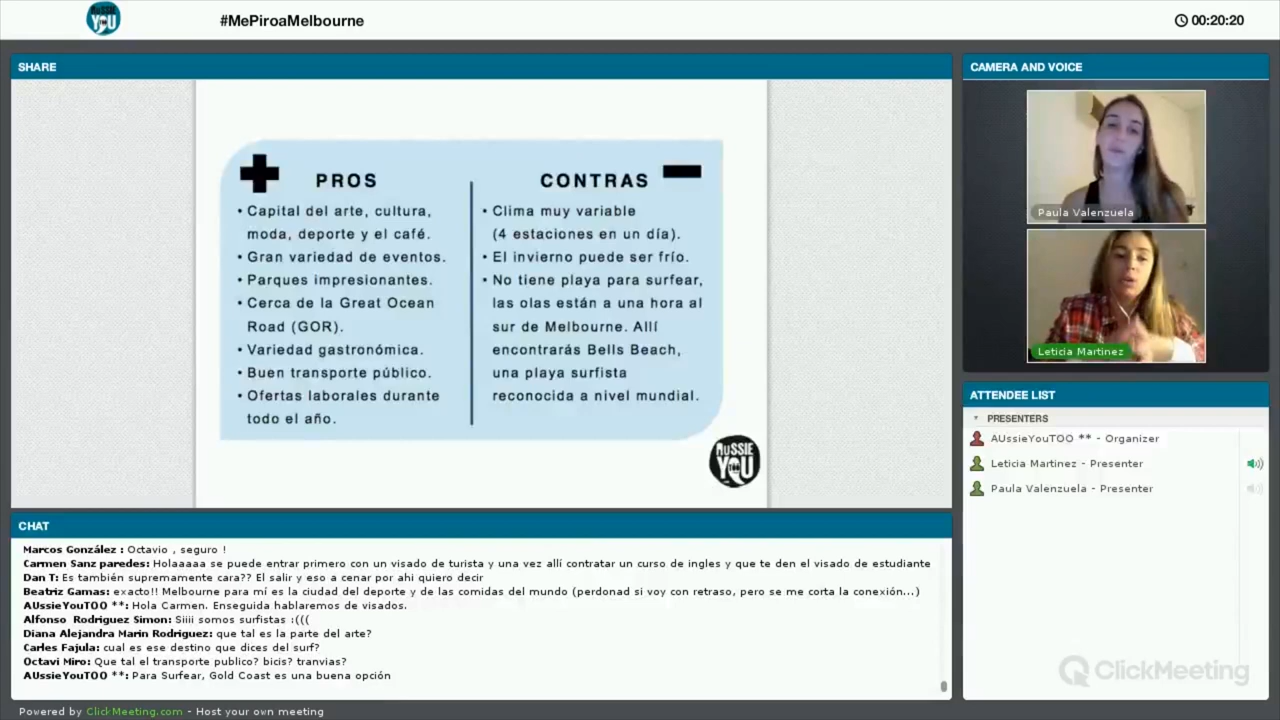 AUSSIE
YOU
TOO
#MePiroaMelbourne
00:20:20
SHARE
PROS
• Capital del arte, cultura,
moda, deporte y el café.
• Gran variedad de eventos.
• Parques impresionantes.
• Cerca de la Great Ocean
Road (GOR).
• Variedad gastronómica.
• Buen transporte público.
• Ofertas laborales durante
todo el año.
CONTRAS
• Clima muy variable
(4 estaciones en un día).
• El invierno puede ser frío.
• No tiene playa para surfear,
las olas están a una hora al
sur de Melbourne. Allí
encontrarás Bells Beach,
una playa surfista
reconocida a nivel mundial.
AUSSIE
YOU
TOO
CAMERA AND VOICE
Paula Valenzuela
Leticia Martinez
ATTENDEE LIST
PRESENTERS
AUssieYouTOO ** - Organizer
Leticia Martinez - Presenter
Paula Valenzuela - Presenter
CHAT
Marcos González : Octavio , seguro !
Carmen Sanz paredes: Holaaaaa se puede entrar primero con un visado de turista y una vez allí contratar un curso de ingles y que te den el visado de estudiante
Dan T: Es también supremamente cara?? El salir y eso a cenar por ahi quiero decir
Beatriz Gamas: exacto!! Melbourne para mí es la ciudad del deporte y de las comidas del mundo (perdonad si voy con retraso, pero se me corta la conexión...)
AUssieYouTOO **: Hola Carmen. Enseguida hablaremos de visados.
Alfonso Rodriguez Simon: Siiii somos surfistas :(((
Diana Alejandra Marin Rodriguez: que tal es la parte del arte?
Carles Fajula: cual es ese destino que dices del surf?
Octavi Miro: Que tal el transporte publico? bicis? tranvias?
AUssieYouTOO **: Para Surfear, Gold Coast es una buena opción
ClickMeeting
Powered by ClickMeeting.com - Host your own meeting